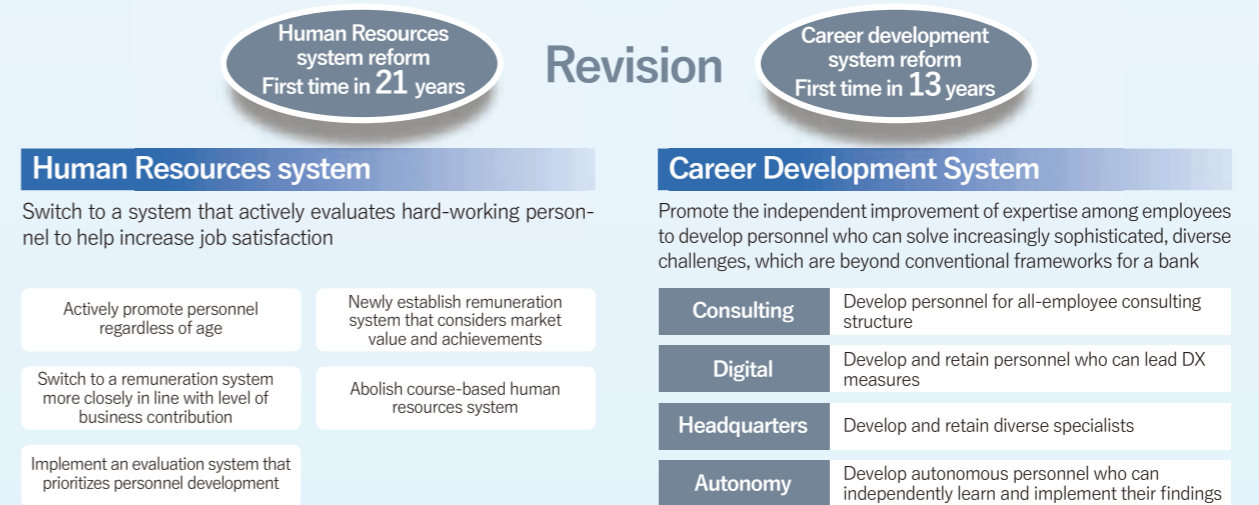 Human Resources
system reform
First time in 21 years
Revision
Career development
system reform
First time in 13 years
Human Resources system
Switch to a system that actively evaluates hard-working person-
nel to help increase job satisfaction
Actively promote personnel
regardless of age
Newly establish remuneration
system that considers market
value and achievements
Switch to a remuneration system
more closely in line with level of
business contribution
Abolish course-based human
resources system
Implement an evaluation system that
prioritizes personnel development
Career Development System
Promote the independent improvement of expertise among employees
to develop personnel who can solve increasingly sophisticated, diverse
challenges, which are beyond conventional frameworks for a bank
Consulting
Develop personnel for all-employee consulting
structure
Digital
Develop and retain personnel who can lead DX
measures
Headquarters
Develop and retain diverse specialists
Autonomy
Develop autonomous personnel who can
independently learn and implement their findings